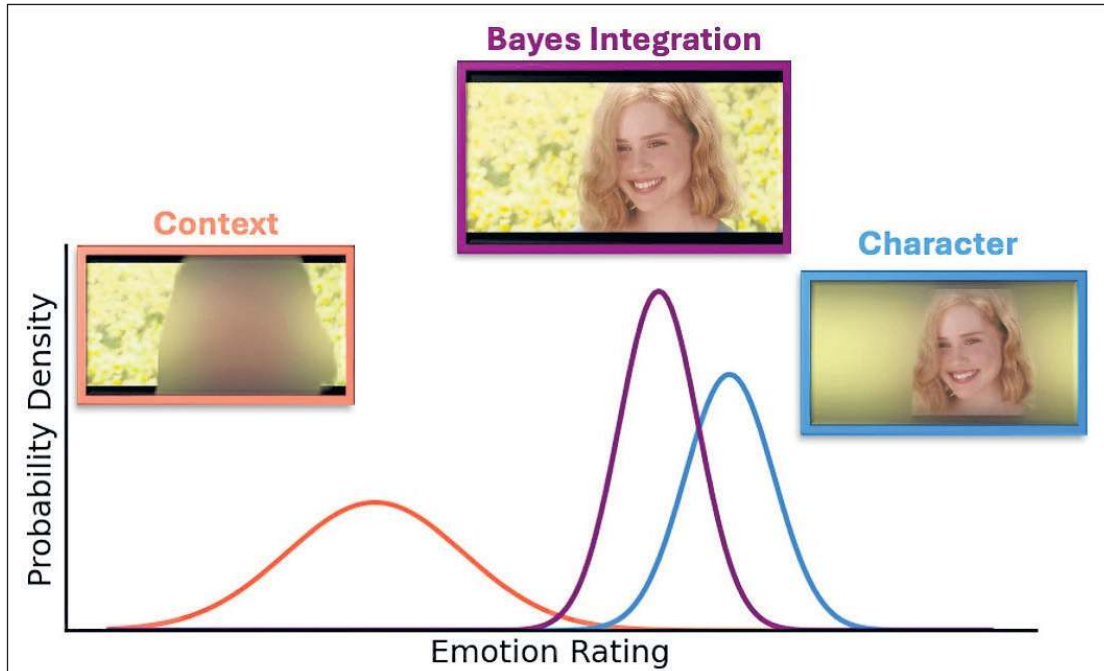 Bayes Integration
Context
Character
Probability Density
Emotion Rating